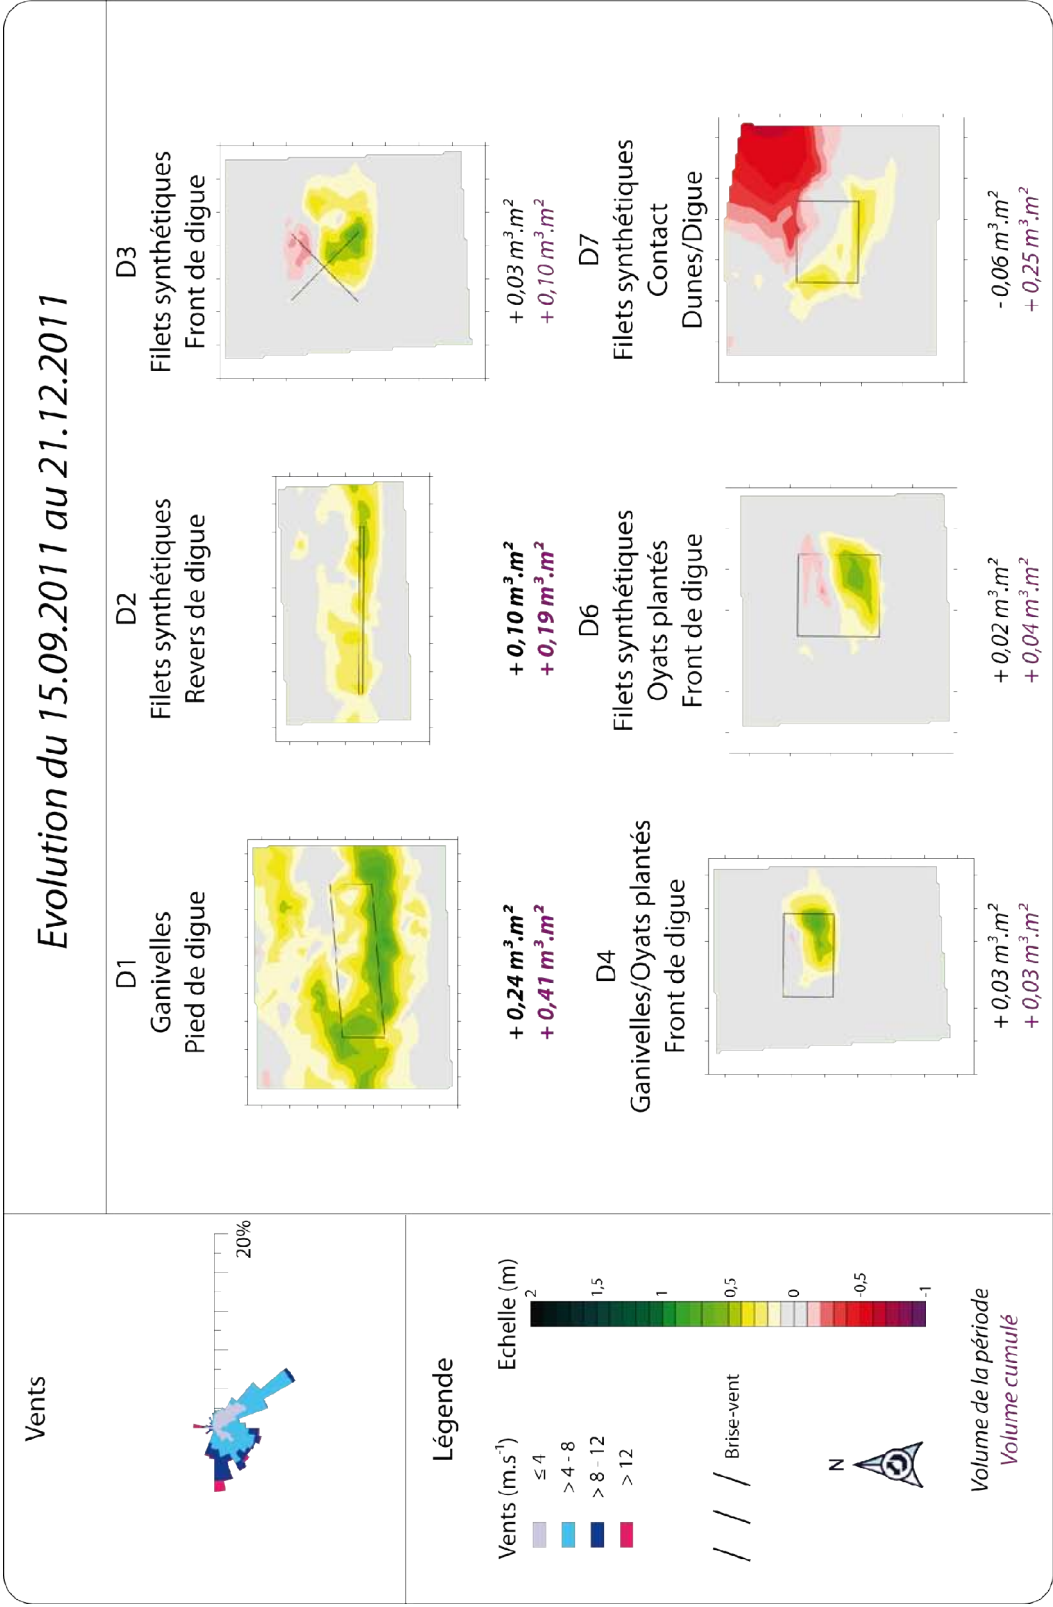 Evolution du 15.09.2011 au 21.12.2011
Vents
20%
D1
Ganivelles
Pied de digue
+ 0,24 m³.m²
+ 0,41 m³.m²
D2
Filets synthétiques
Revers de digue
+ 0,10 m³.m²
+ 0,19 m³.m²
D3
Filets synthétiques
Front de digue
+ 0,03 m³.m²
+ 0,10 m³.m²
D4
Ganivelles/Oyats plantés
Front de digue
+ 0,03 m³.m²
+ 0,03 m³.m²
D6
Filets synthétiques
Oyats plantés
Front de digue
+ 0,02 m³.m²
+ 0,04 m³.m²
D7
Filets synthétiques
Contact
Dunes/Digue
- 0,06 m³.m²
+ 0,25 m³.m²
Légende
Vents (m.s⁻¹)
≤ 4
> 4 - 8
> 8 - 12
> 12
Echelle (m)
2
1,5
1
0,5
0
-0,5
-1
Brise-vent
N
Volume de la période
Volume cumulé